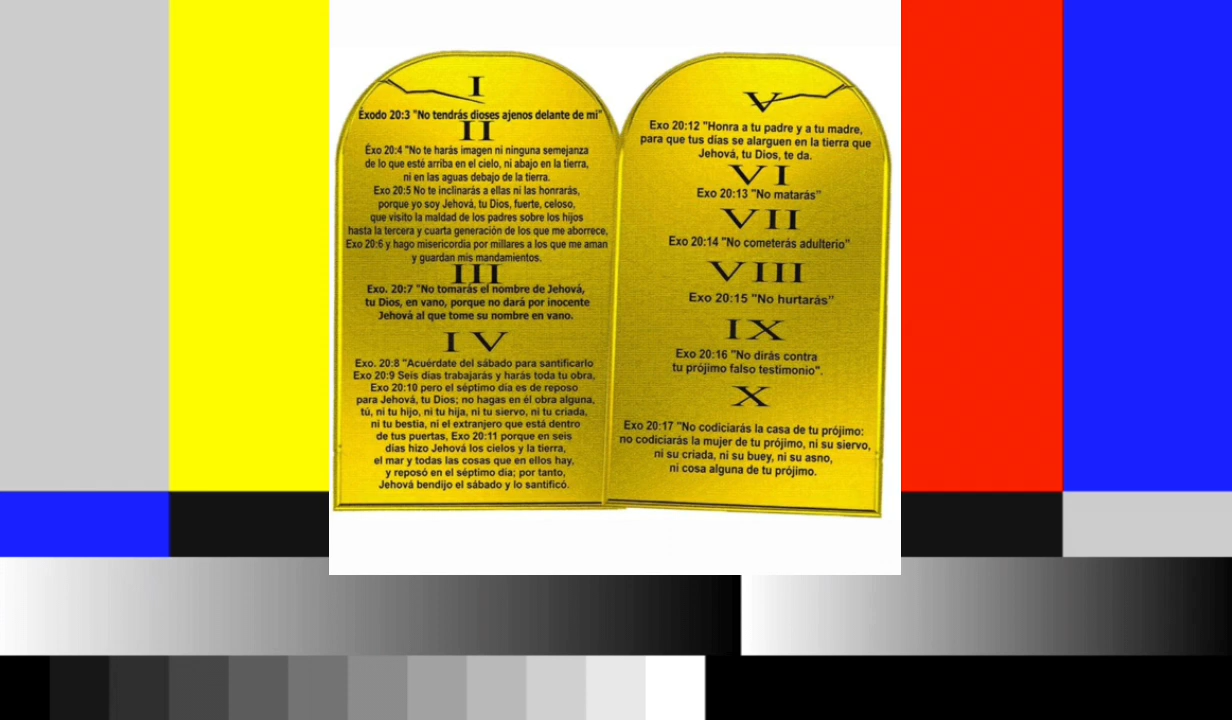 I
Éxodo 20:3 "No tendrás dioses ajenos delante de mí"
II
Éxo 20:4 "No te harás imagen ni ninguna semejanza
de lo que esté arriba en el cielo, ni abajo en la tierra,
ni en las aguas debajo de la tierra.
Exo 20:5 No te inclinarás a ellas ni las honrarás,
porque yo soy Jehová, tu Dios, fuerte, celoso,
que visito la maldad de los padres sobre los hijos
hasta la tercera y cuarta generación de los que me aborrece,
Exo 20:6 y hago misericordia por millares a los que me aman
y guardan mis mandamientos.
III
Exo. 20:7 "No tomarás el nombre de Jehová,
tu Dios, en vano, porque no dará por inocente
Jehová al que tome su nombre en vano.
IV
Exo. 20:8 "Acuérdate del sábado para santificarlo
Exo 20:9 Seis días trabajarás y harás toda tu obra,
Exo 20:10 pero el séptimo día es de reposo
para Jehová, tu Dios; no hagas en él obra alguna,
tú, ni tu hijo, ni tu hija, ni tu siervo, ni tu criada,
ni tu bestia, ni el extranjero que está dentro
de tus puertas, Exo 20:11 porque en seis
días hizo Jehová los cielos y la tierra,
el mar y todas las cosas que en ellos hay,
y reposó en el séptimo día; por tanto,
Jehová bendijo el sábado y lo santificó.
V
Exo 20:12 "Honra a tu padre y a tu madre,
para que tus días se alarguen en la tierra que
Jehová, tu Dios, te da.
VI
Exo 20:13 "No matarás"
VII
Exo 20:14 "No cometerás adulterio"
VIII
Exo 20:15 "No hurtarás"
IX
Exo 20:16 "No dirás contra
tu prójimo falso testimonio".
X
Exo 20:17 "No codiciarás la casa de tu prójimo:
no codiciarás la mujer de tu prójimo, ni su siervo,
ni su criada, ni su buey, ni su asno,
ni cosa alguna de tu prójimo.